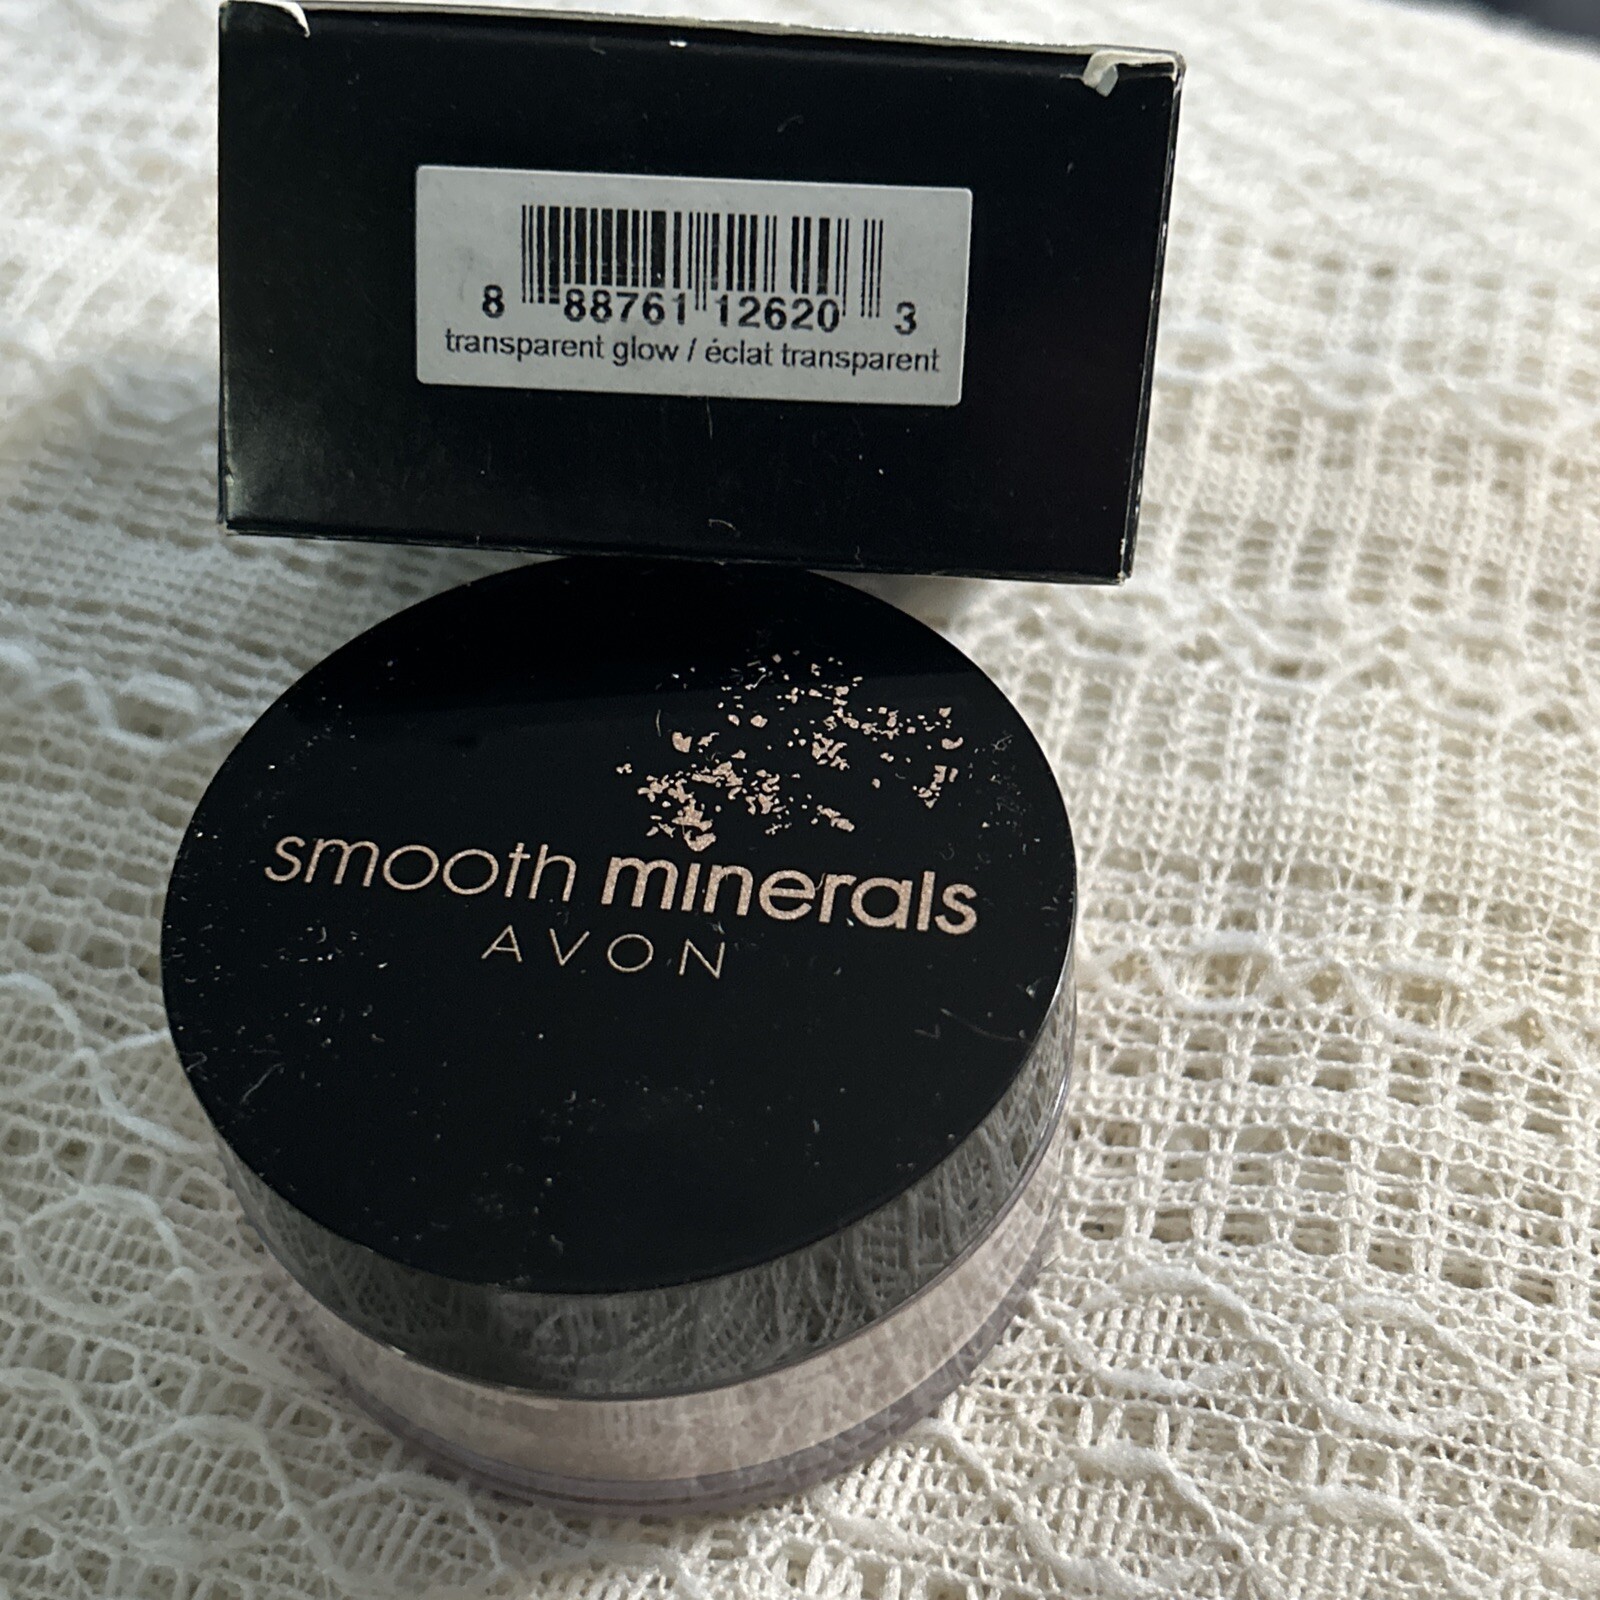 8 88761 12620 3
transparent glow / éclat transparent
smooth minerals
AVON